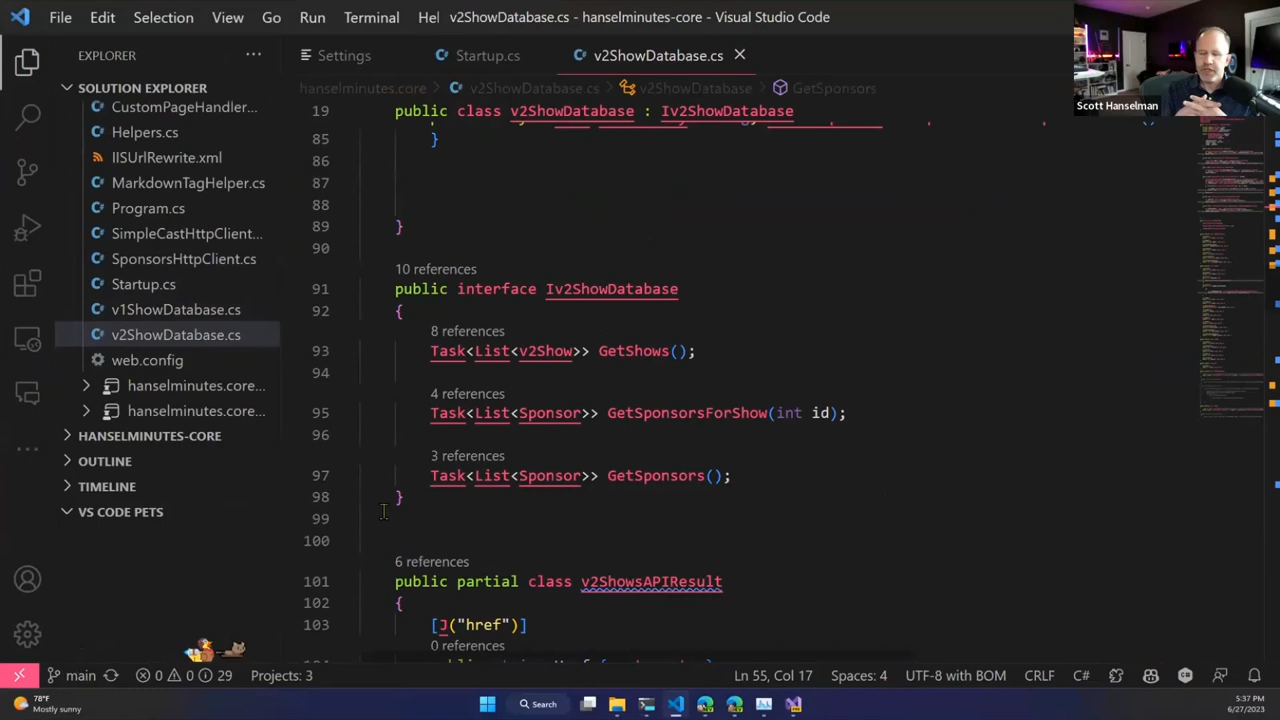 File Edit Selection View Go Run Terminal Hel v2ShowDatabase.cs - hanselminutes-core - Visual Studio Code
EXPLORER
Settings
Startup.cs
v2ShowDatabase.cs
SOLUTION EXPLORER
hanselminutes.core > v2ShowDatabase.cs > v2ShowDatabase > GetSponsors
Scott Hanselman
CustomPageHandler...
Helpers.cs
IISUrlRewrite.xml
MarkdownTagHelper.cs
Program.cs
SimpleCastHttpClient...
SponsorsHttpClient.cs
Startup.cs
v1ShowDatabase.cs
v2ShowDatabase.cs
web.config
hanselminutes.core...
hanselminutes.core...
HANSELMINUTES-CORE
OUTLINE
TIMELINE
VS CODE PETS
19 public class v2ShowDatabase : Iv2ShowDatabase
85 }
86
87
88
89 }
90
10 references
91 public interface Iv2ShowDatabase
92 {
8 references
93 Task<List<v2Show>> GetShows();
94
4 references
95 Task<List<Sponsor>> GetSponsorsForShow(int id);
96
3 references
97 Task<List<Sponsor>> GetSponsors();
98 }
99
100
6 references
101 public partial class v2ShowsAPIResult
102 {
103 [J("href")]
0 references
main 0 0 29 Projects: 3 Ln 55, Col 17 Spaces: 4 UTF-8 with BOM CRLF C#
78°F
Mostly sunny
Search
5:37 PM
6/27/2023